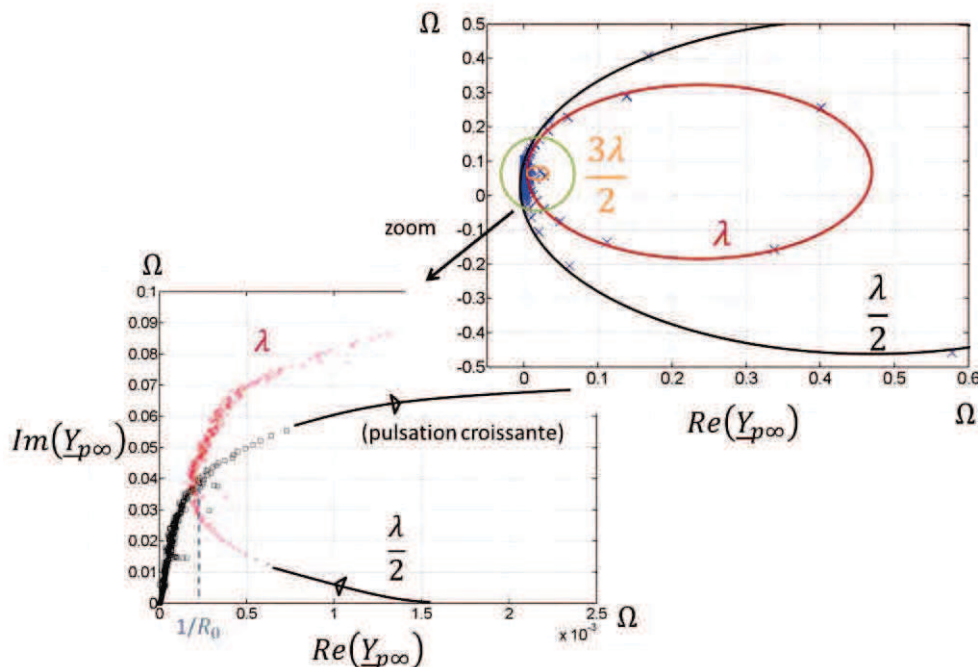 Ω
0.5
0.4
0.3
0.2
0.1
0
-0.1
-0.2
-0.3
-0.4
-0.5
3λ
2
λ
λ
2
0 0.1 0.2 0.3 0.4 0.5 0.6
Re(Y_p∞)
Ω
zoom
Ω
0.1
0.09
0.08
0.07
0.06
0.05
0.04
0.03
0.02
0.01
0
Im(Y_p∞)
λ
(pulsation croissante)
λ
2
0 0.5 1 1.5 2 2.5
Ω
x 10⁻³
1/R₀
Re(Y_p∞)